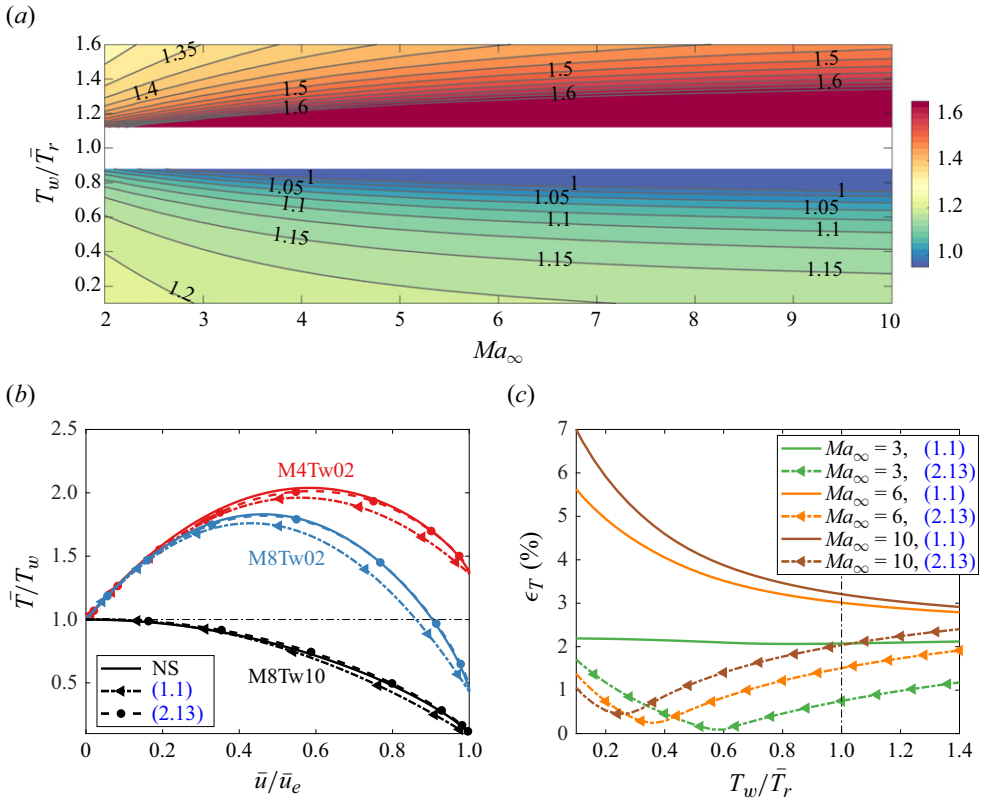 (a)
1.6
1.4
1.2
1.0
0.8
0.6
0.4
0.2
T_w/T̄_r
1.35
1.4
1.5
1.6
1.5
1.6
1.5
1.6
1
1.05
1.1
1.15
1.2
1
1.05
1.1
1.15
1
1.05
1.1
1.15
2 3 4 5 6 7 8 9 10
Ma_∞
1.6
1.4
1.2
1.0
(b)
2.5
2.0
1.5
1.0
0.5
T̄/T_w
M4Tw02
M8Tw02
M8Tw10
NS
(1.1)
(2.13)
0 0.2 0.4 0.6 0.8 1.0
ū/ū_e
(c)
7
6
5
4
3
2
1
0
ϵ_T (%)
Ma_∞ = 3, (1.1)
Ma_∞ = 3, (2.13)
Ma_∞ = 6, (1.1)
Ma_∞ = 6, (2.13)
Ma_∞ = 10, (1.1)
Ma_∞ = 10, (2.13)
0.2 0.4 0.6 0.8 1.0 1.2 1.4
T_w/T̄_r